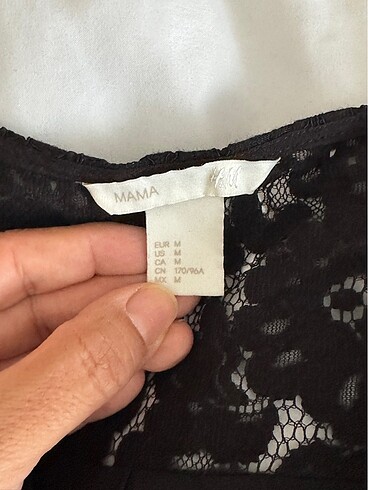 MAMA H&M
EUR M
US M
CA M
CN 170/96A
MX M